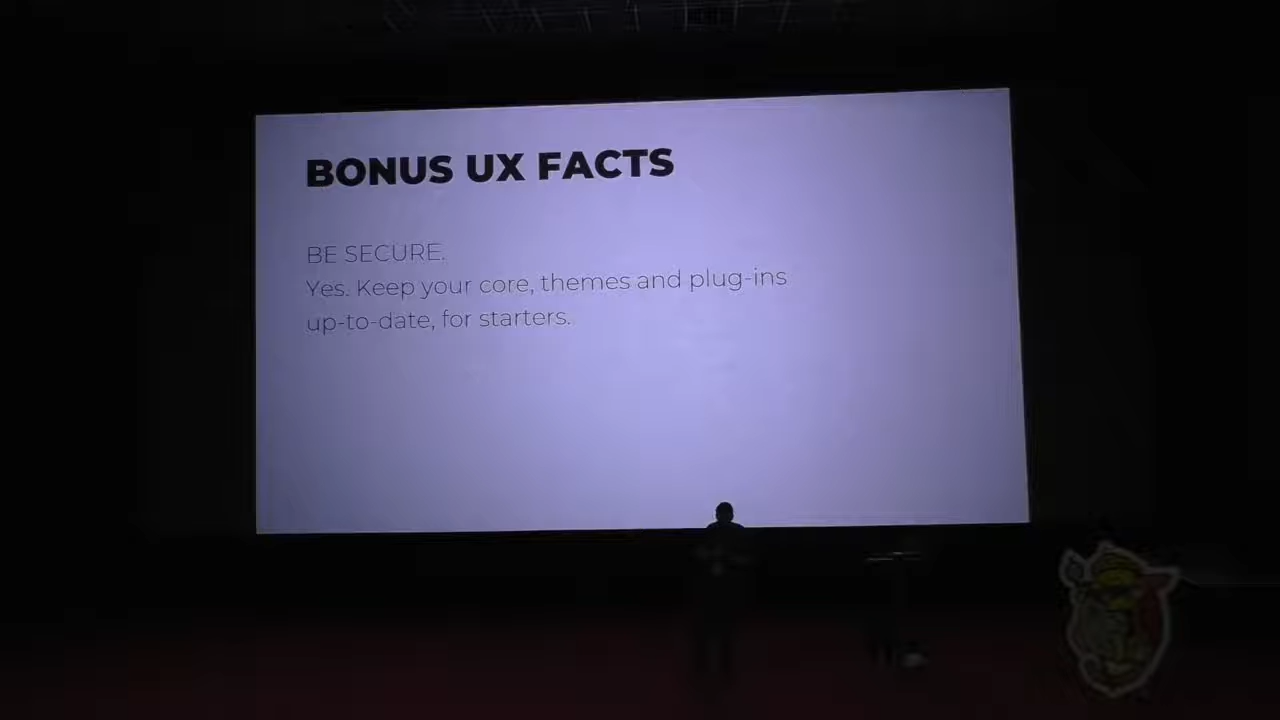 BONUS UX FACTS
BE SECURE.
Yes. Keep your core, themes and plug-ins
up-to-date, for starters.